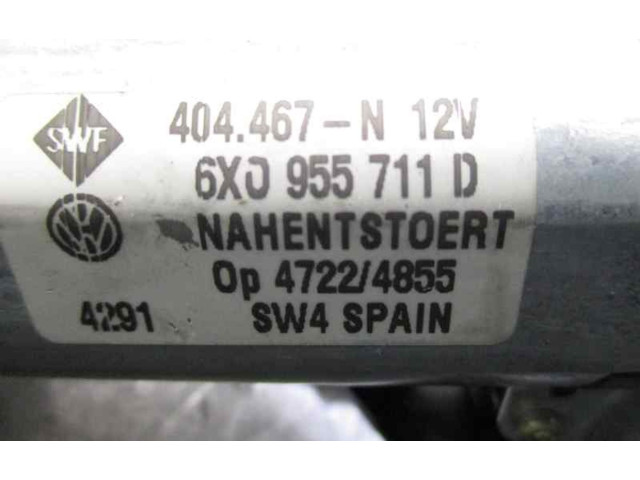 SWF
404.467-N 12V
6X0 955 711 D
NAHENTSTOERT
Op 4722/4855
4291 SW4 SPAIN